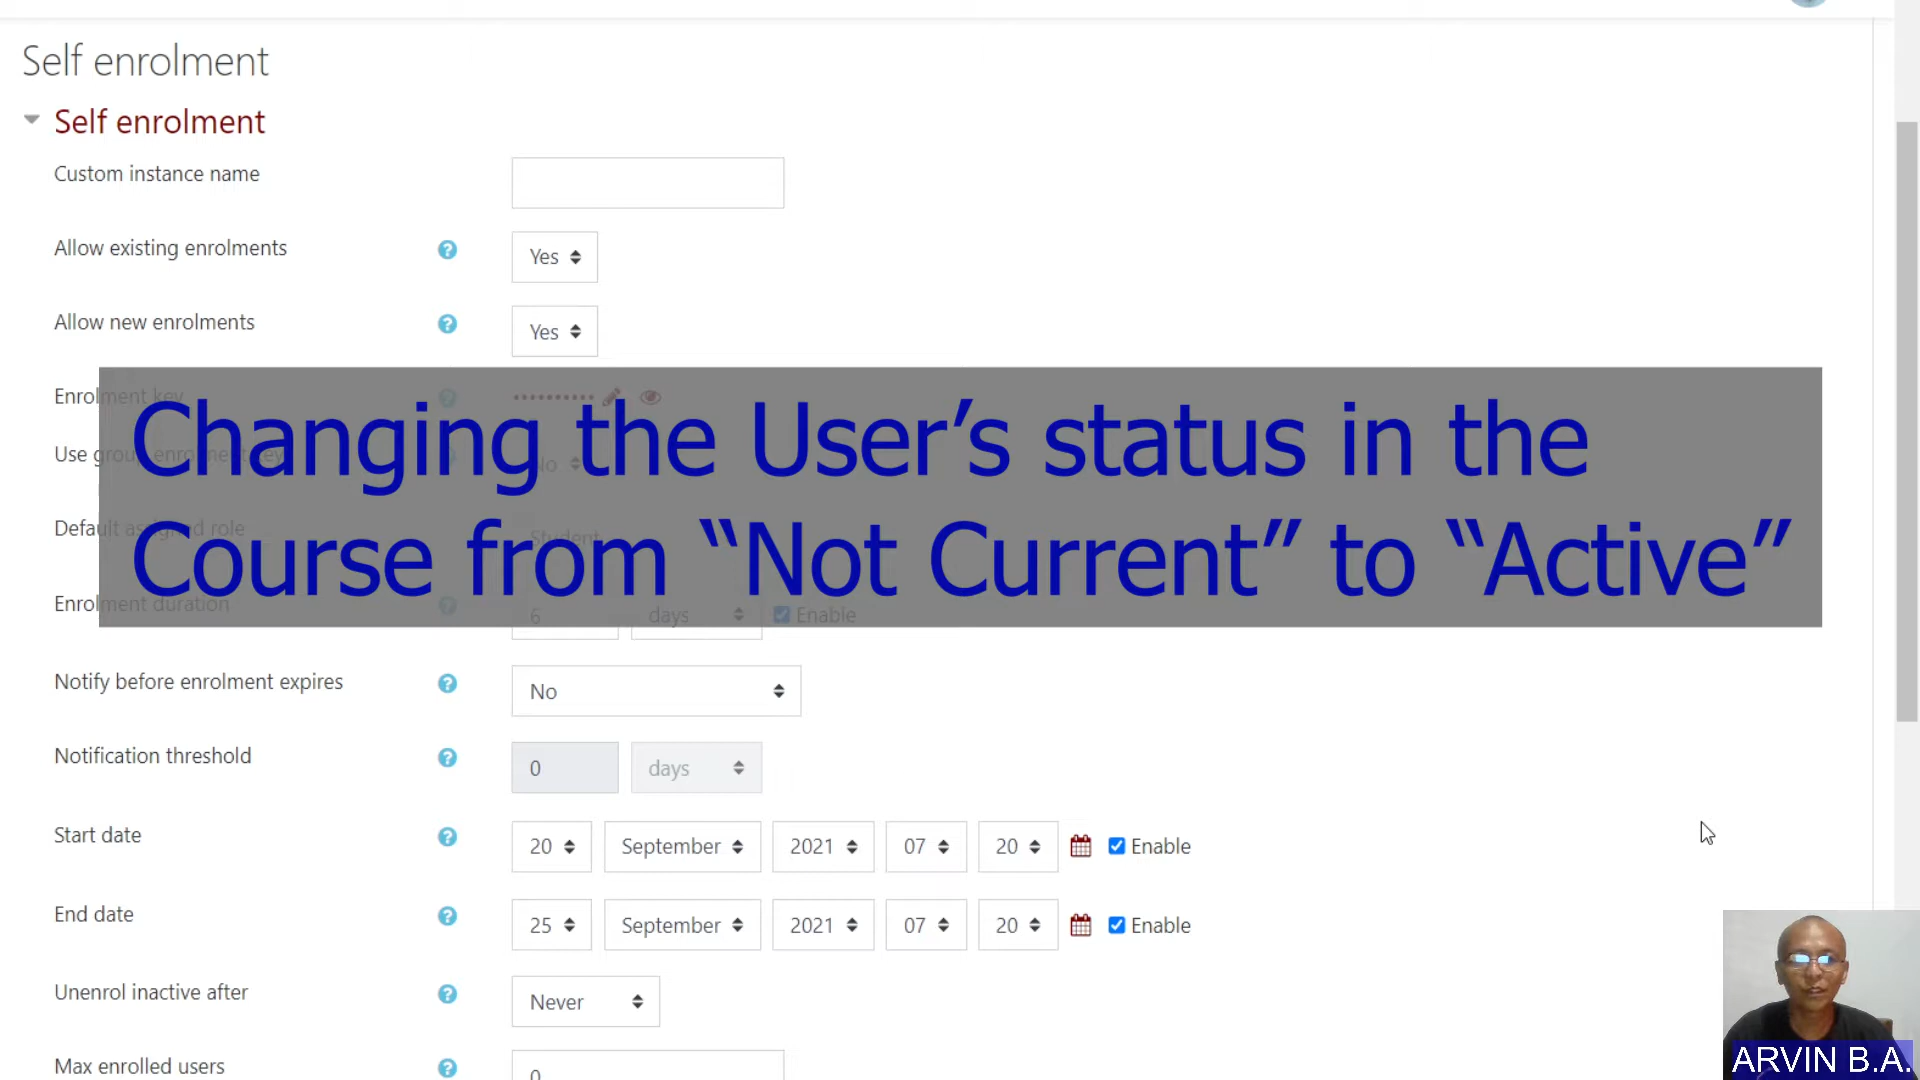 Self enrolment
Self enrolment
Custom instance name
Allow existing enrolments ? Yes
Allow new enrolments ? Yes
Enrolment key
Changing the User’s status in the
Use group enrolment key No
Default assigned role Student
Course from “Not Current” to “Active”
Enrolment duration 6 days Enable
Notify before enrolment expires ? No
Notification threshold ? 0 days
Start date ? 20 September 2021 07 20 Enable
End date ? 25 September 2021 07 20 Enable
Unenrol inactive after ? Never
Max enrolled users ? 0
ARVIN B.A.